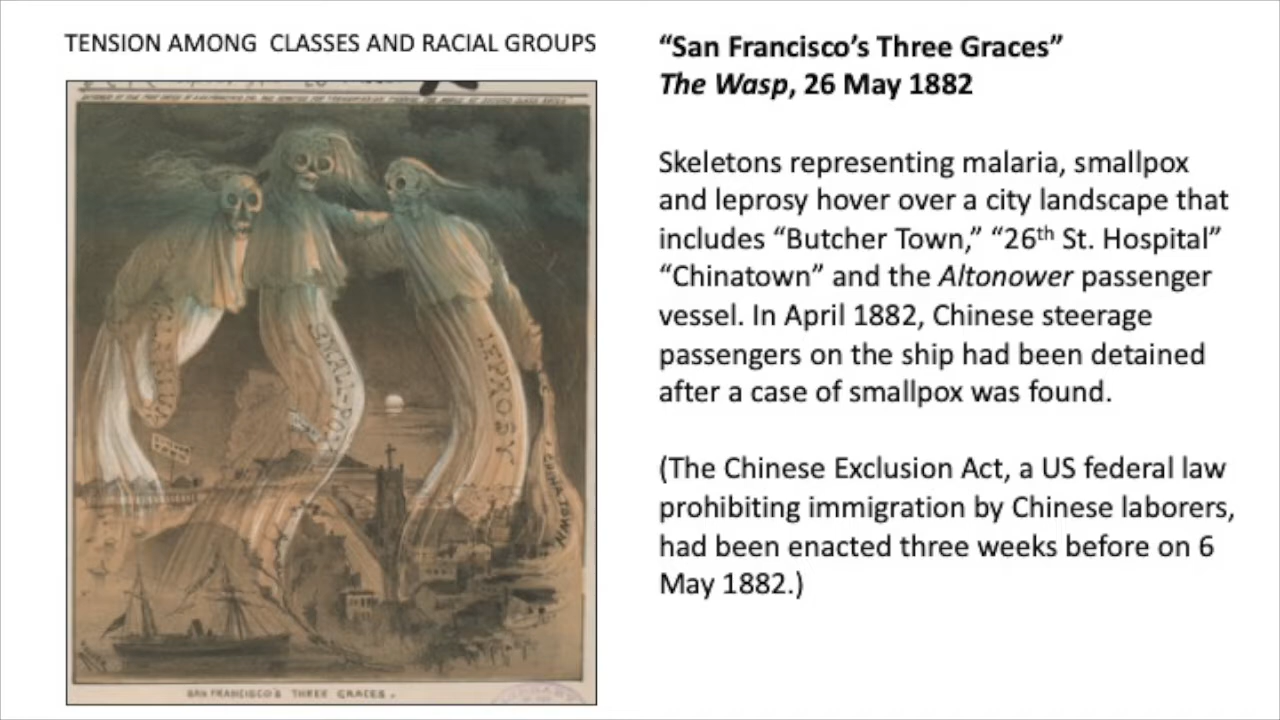 TENSION AMONG CLASSES AND RACIAL GROUPS
“San Francisco’s Three Graces”
The Wasp, 26 May 1882
Skeletons representing malaria, smallpox
and leprosy hover over a city landscape that
includes “Butcher Town,” “26th St. Hospital”
“Chinatown” and the Altonower passenger
vessel. In April 1882, Chinese steerage
passengers on the ship had been detained
after a case of smallpox was found.
(The Chinese Exclusion Act, a US federal law
prohibiting immigration by Chinese laborers,
had been enacted three weeks before on 6
May 1882.)
MALARIUM
SMALL-POX
LEPROSY
CHINATOWN
SAN FRANCISCO'S THREE GRACES.